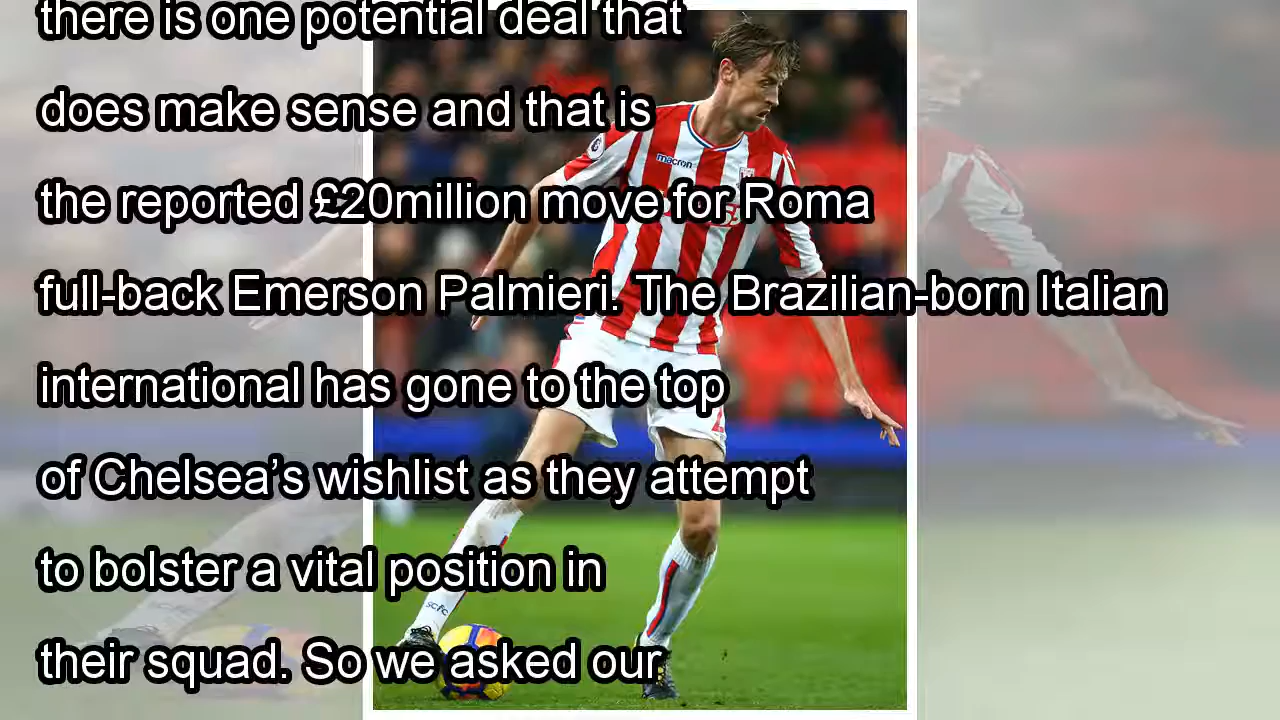 there is one potential deal that
does make sense and that is
the reported £20million move for Roma
full-back Emerson Palmieri. The Brazilian-born Italian
international has gone to the top
of Chelsea’s wishlist as they attempt
to bolster a vital position in
their squad. So we asked our
macron
scfc